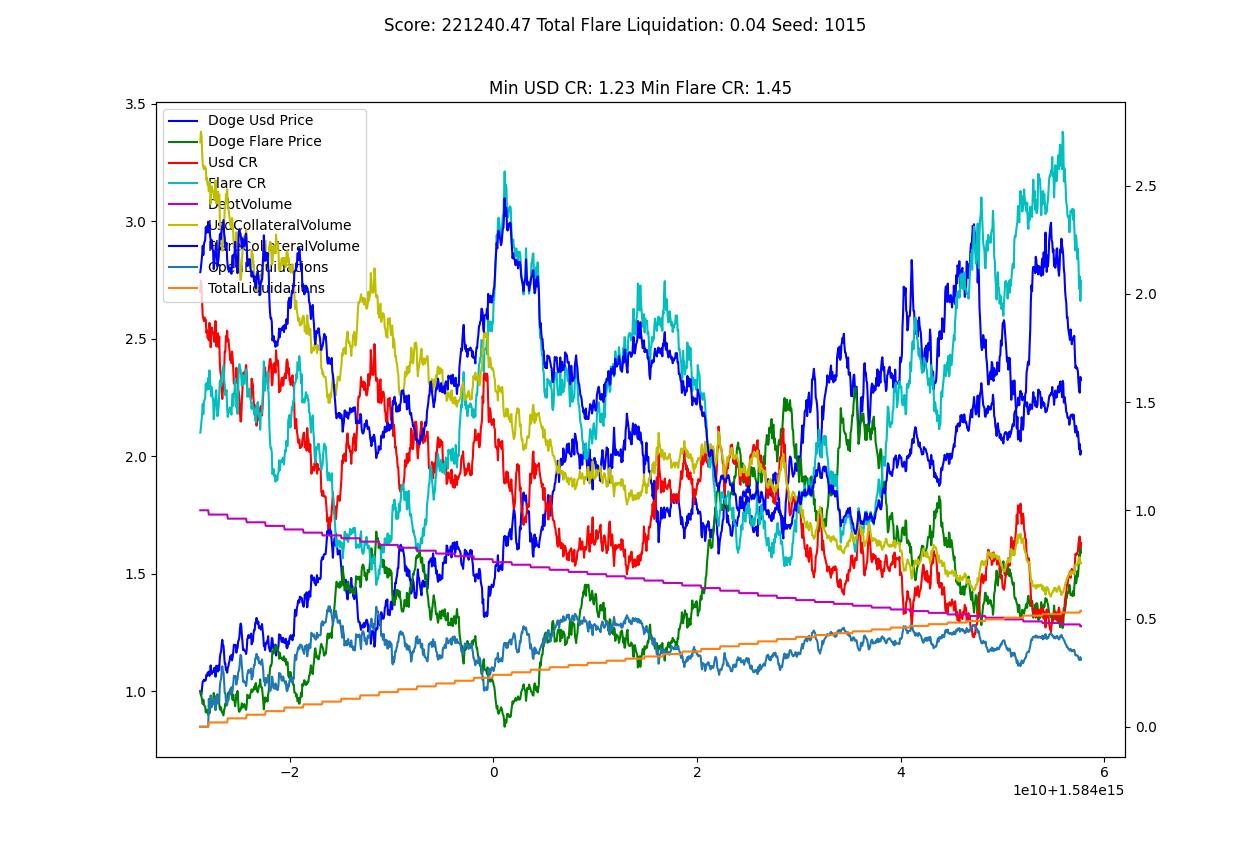 Score: 221240.47 Total Flare Liquidation: 0.04 Seed: 1015
Min USD CR: 1.23 Min Flare CR: 1.45
3.5
3.0
2.5
2.0
1.5
1.0
Doge Usd Price
Doge Flare Price
Usd CR
Flare CR
DeptVolume
UsdCollateralVolume
FlareCollateralVolume
OpenLiquidations
TotalLiquidations
2.5
2.0
1.5
1.0
0.5
0.0
−2
0
2
4
6
1e10+1.584e15